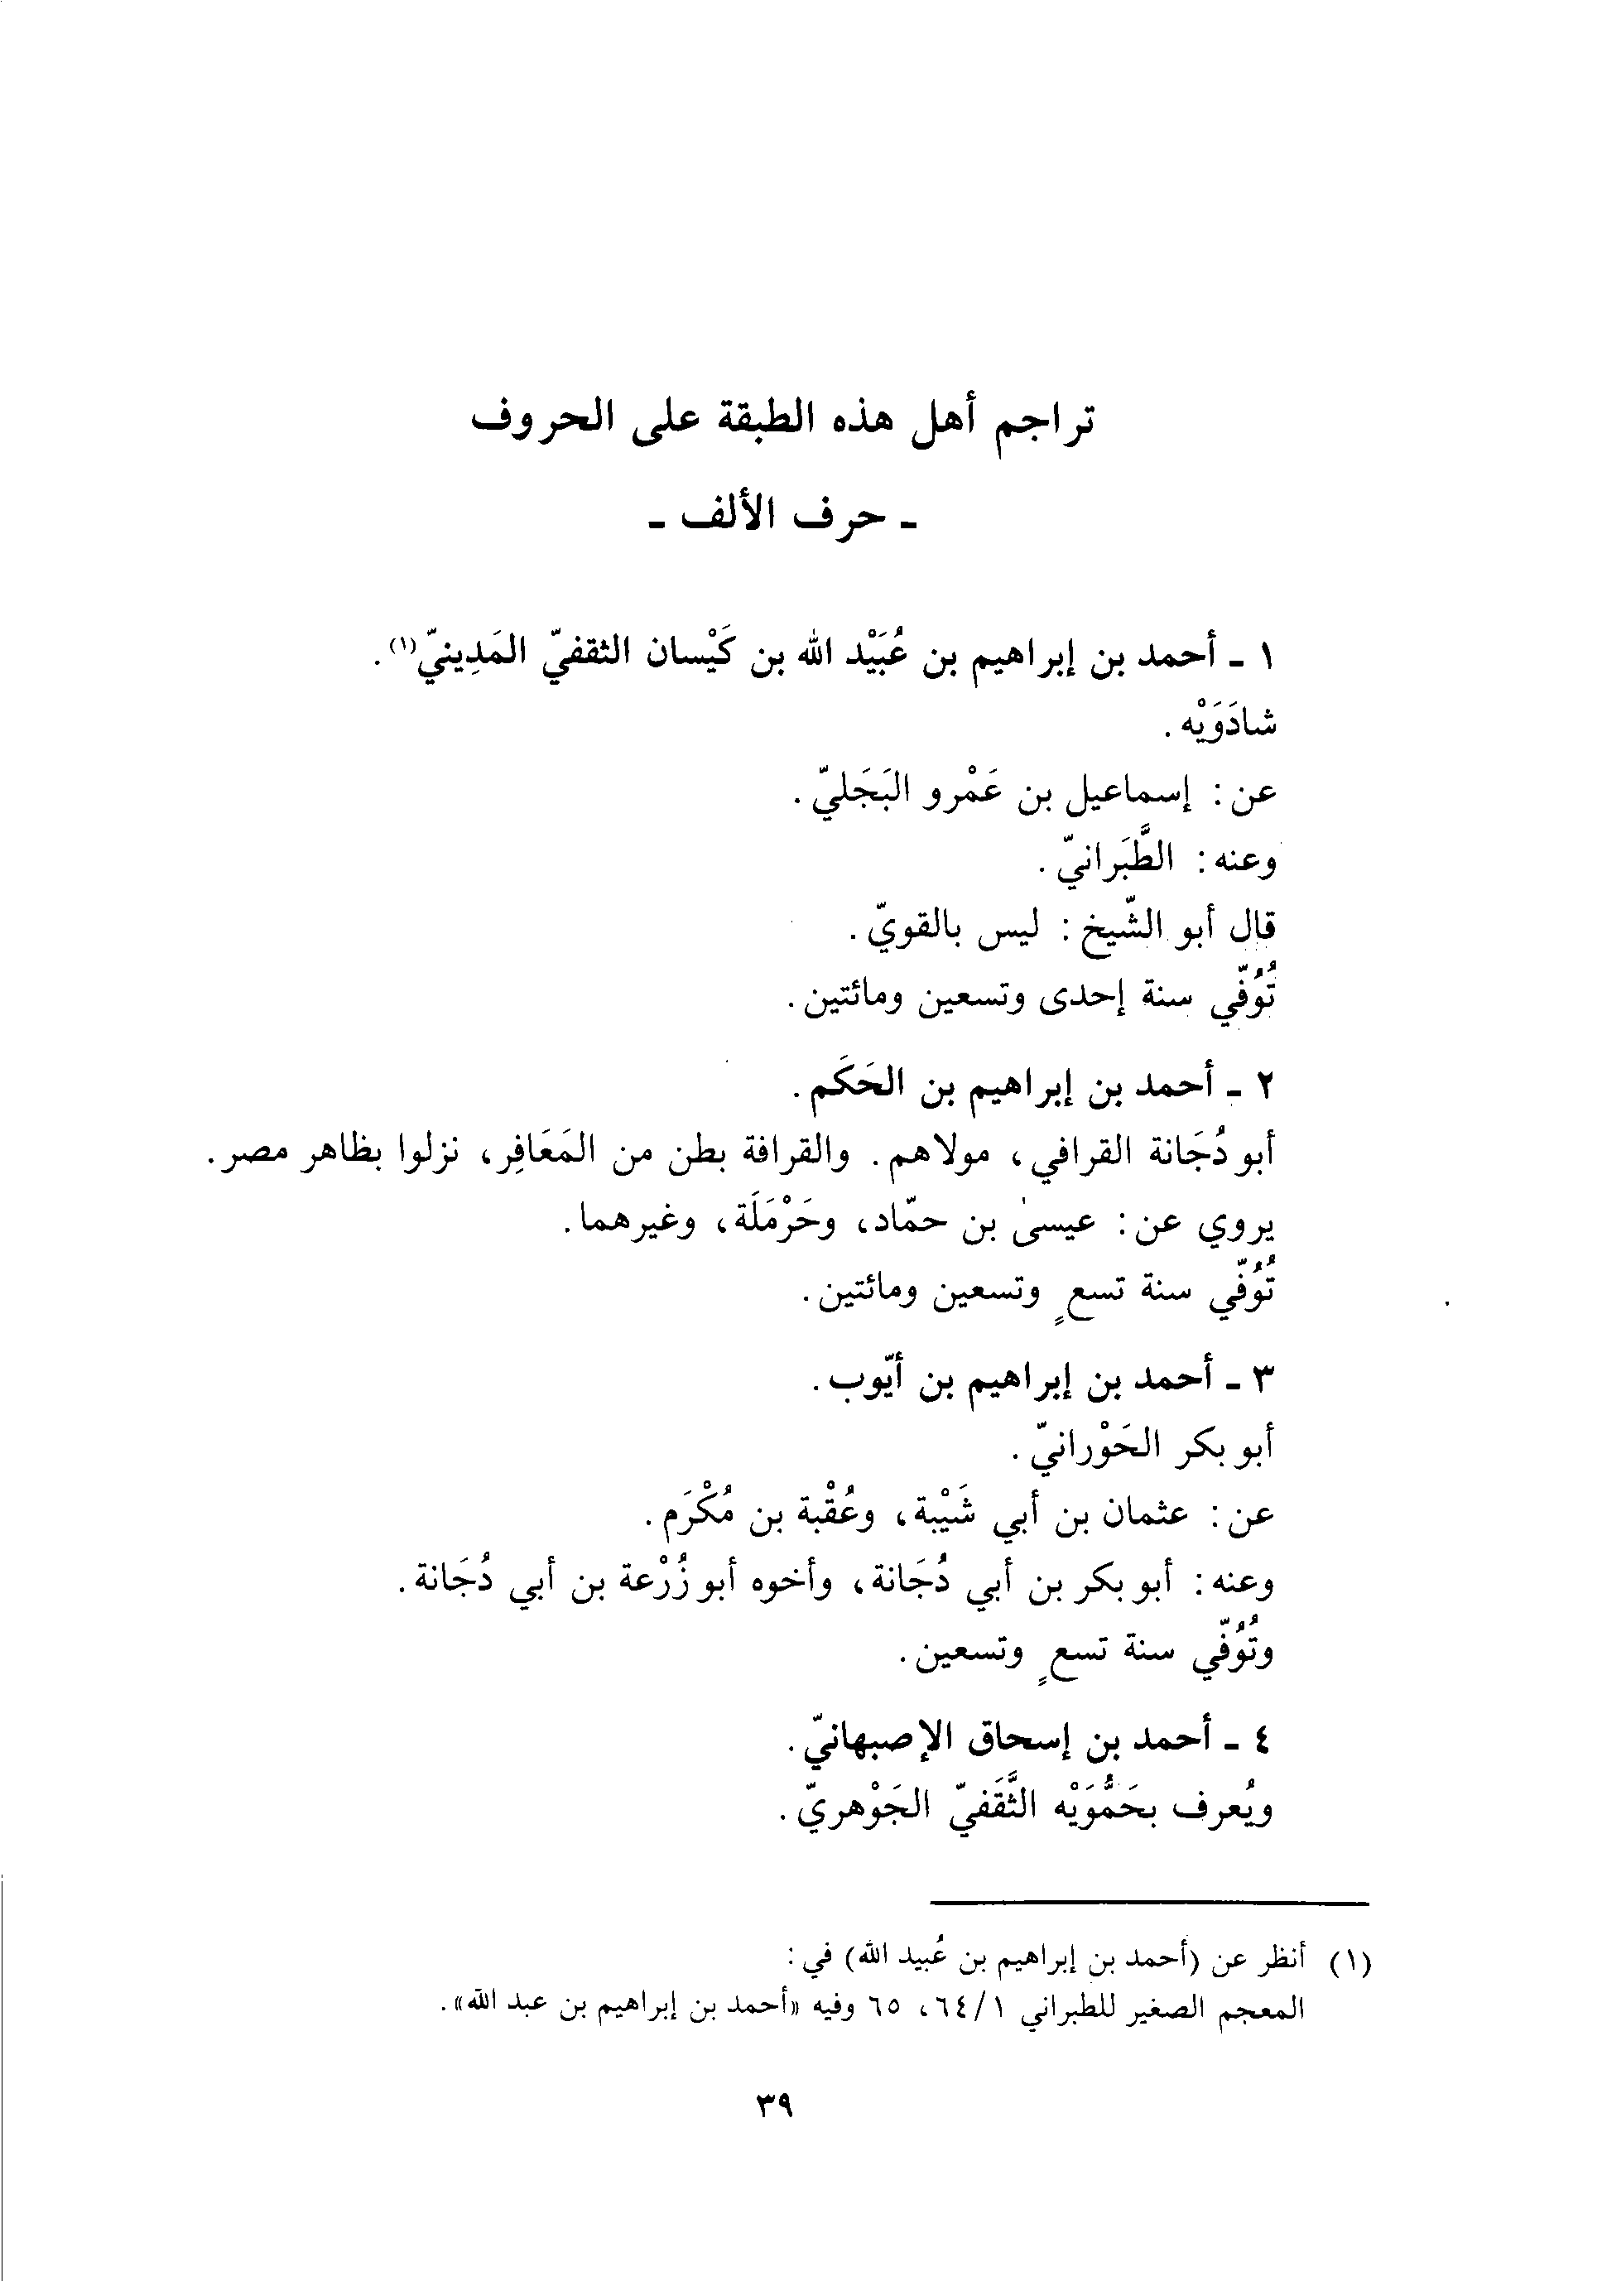 تراجم أهل هذه الطبقة على الحروف
ـ حرف الألف ـ
١ ـ أحمد بن إبراهيم بن عُبَيْد الله بن كَيْسان الثقفيّ المَدِينيّ(١).
شادَوَيْه.
عن: إسماعيل بن عَمْرو البَجَليّ.
وعنه: الطَّبَرانيّ.
قال أبو الشّيخ: ليس بالقويّ.
تُوُفّي سنة إحدى وتسعين ومائتين.
٢ ـ أحمد بن إبراهيم بن الحَكَم.
أبو دُجَانة القرافي، مولاهم. والقرافة بطن من المَعَافِر، نزلوا بظاهر مصر.
يروي عن: عيسىٰ بن حمّاد، وحَرْمَلَة، وغيرهما.
تُوُفّي سنة تسعٍ وتسعين ومائتين.
٣ ـ أحمد بن إبراهيم بن أيّوب.
أبو بكر الحَوْرانيّ.
عن: عثمان بن أبي شَيْبة، وعُقْبة بن مُكْرَم.
وعنه: أبو بكر بن أبي دُجَانة، وأخوه أبو زُرْعة بن أبي دُجَانة.
وتُوُفّي سنة تسعٍ وتسعين.
٤ ـ أحمد بن إسحاق الإصبهانيّ.
ويُعرف بحَمُّوَيْه الثَّقَفيّ الجَوْهريّ.
(١) أنظر عن (أحمد بن إبراهيم بن عُبيد الله) في:
المعجم الصغير للطبراني ١/ ٦٤، ٦٥ وفيه «أحمد بن إبراهيم بن عبد الله».
٣٩